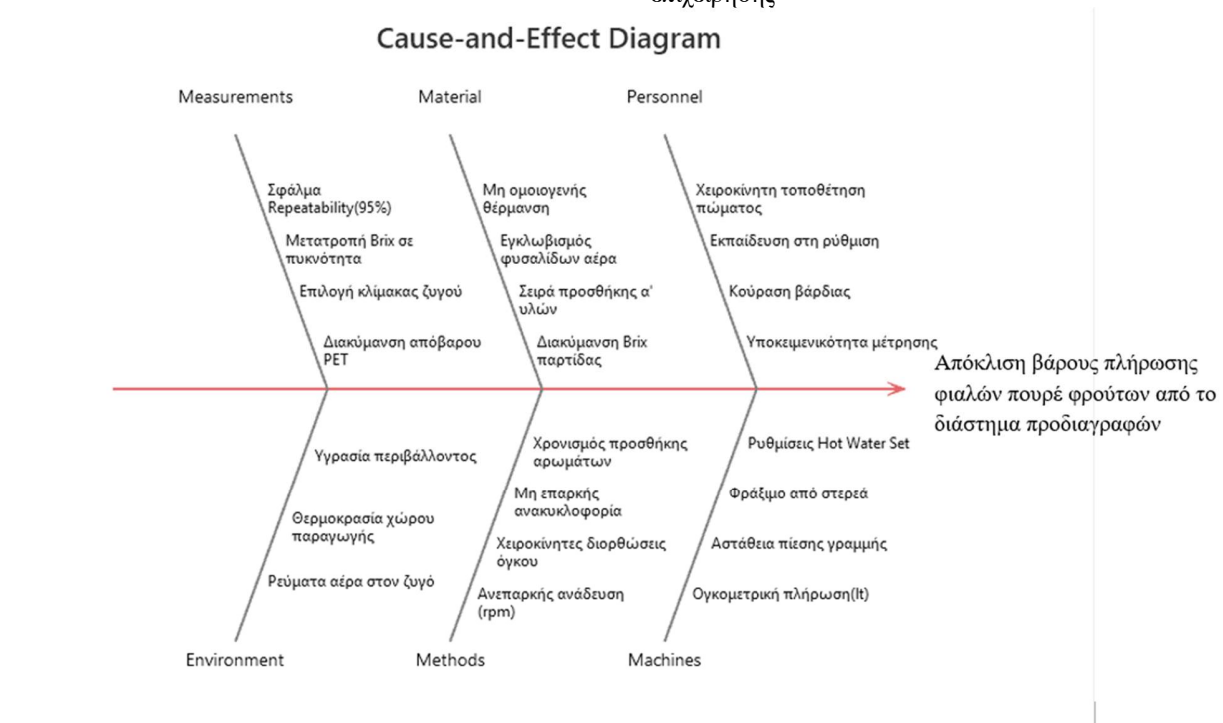 επιχείρησης
Cause-and-Effect Diagram
Measurements
Material
Personnel
Σφάλμα
Repeatability(95%)
Μετατροπή Brix σε
πυκνότητα
Επιλογή κλίμακας ζυγού
Διακύμανση απόβαρου
PET
Μη ομοιογενής
θέρμανση
Εγκλωβισμός
φυσαλίδων αέρα
Σειρά προσθήκης α'
υλών
Διακύμανση Brix
παρτίδας
Χειροκίνητη τοποθέτηση
πώματος
Εκπαίδευση στη ρύθμιση
Κούραση βάρδιας
Υποκειμενικότητα μέτρησης
Απόκλιση βάρους πλήρωσης
φιαλών πουρέ φρούτων από το
διάστημα προδιαγραφών
Υγρασία περιβάλλοντος
Θερμοκρασία χώρου
παραγωγής
Ρεύματα αέρα στον ζυγό
Χρονισμός προσθήκης
αρωμάτων
Μη επαρκής
ανακυκλοφορία
Χειροκίνητες διορθώσεις
όγκου
Ανεπαρκής ανάδευση
(rpm)
Ρυθμίσεις Hot Water Set
Φράξιμο από στερεά
Αστάθεια πίεσης γραμμής
Ογκομετρική πλήρωση(lt)
Environment
Methods
Machines